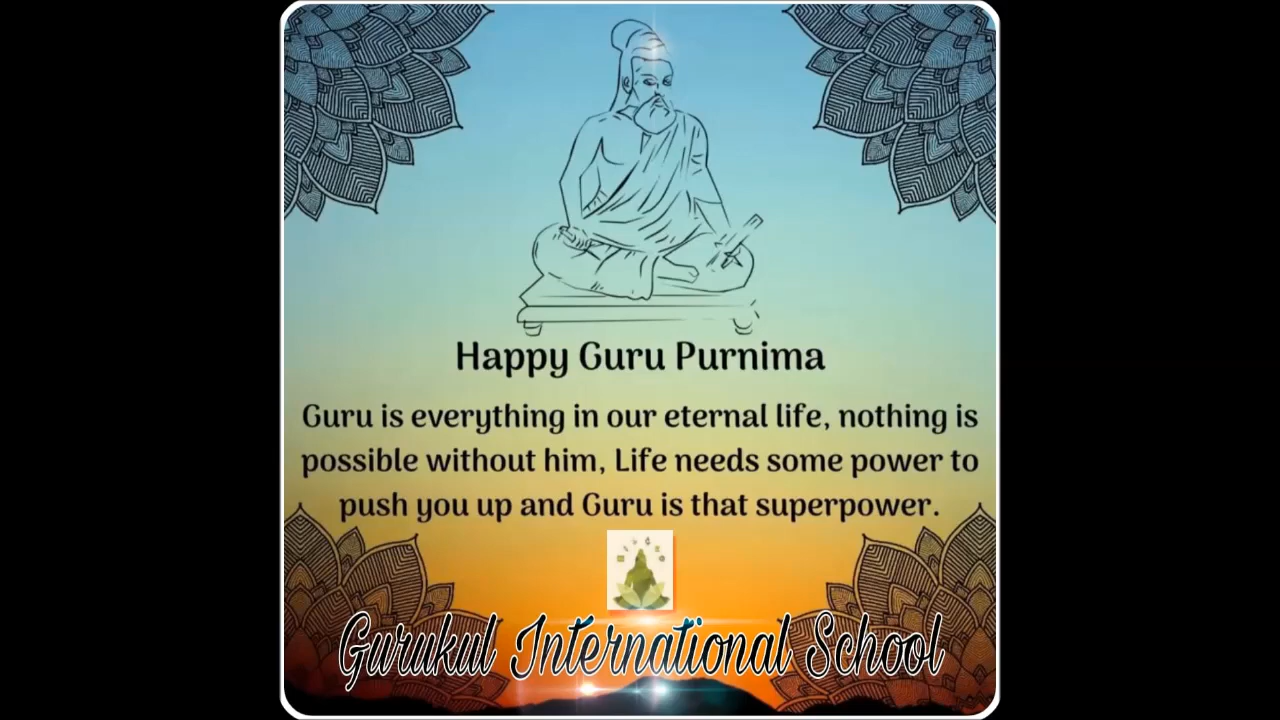 Happy Guru Purnima
Guru is everything in our eternal life, nothing is
possible without him, Life needs some power to
push you up and Guru is that superpower.
Gurukul International School